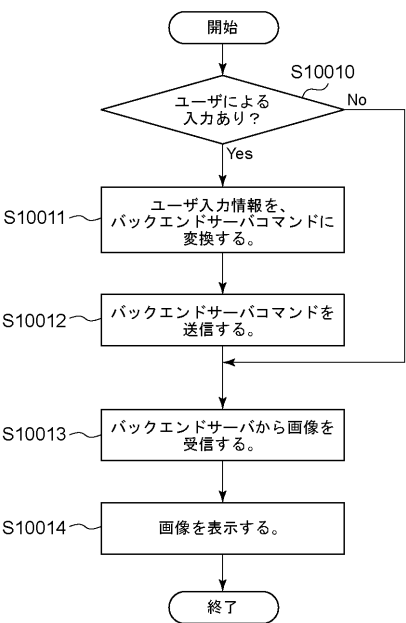 開始
S10010
ユーザによる
入力あり？
No
Yes
S10011
ユーザ入力情報を、
バックエンドサーバコマンドに
変換する。
S10012
バックエンドサーバコマンドを
送信する。
S10013
バックエンドサーバから画像を
受信する。
S10014
画像を表示する。
終了